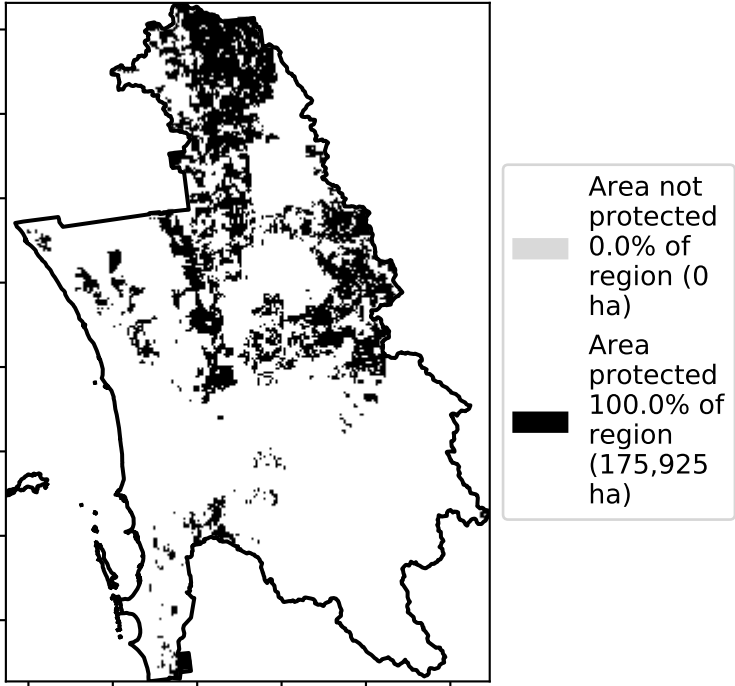 Area not
protected
0.0% of
region (0
ha)
Area
protected
100.0% of
region
(175,925
ha)